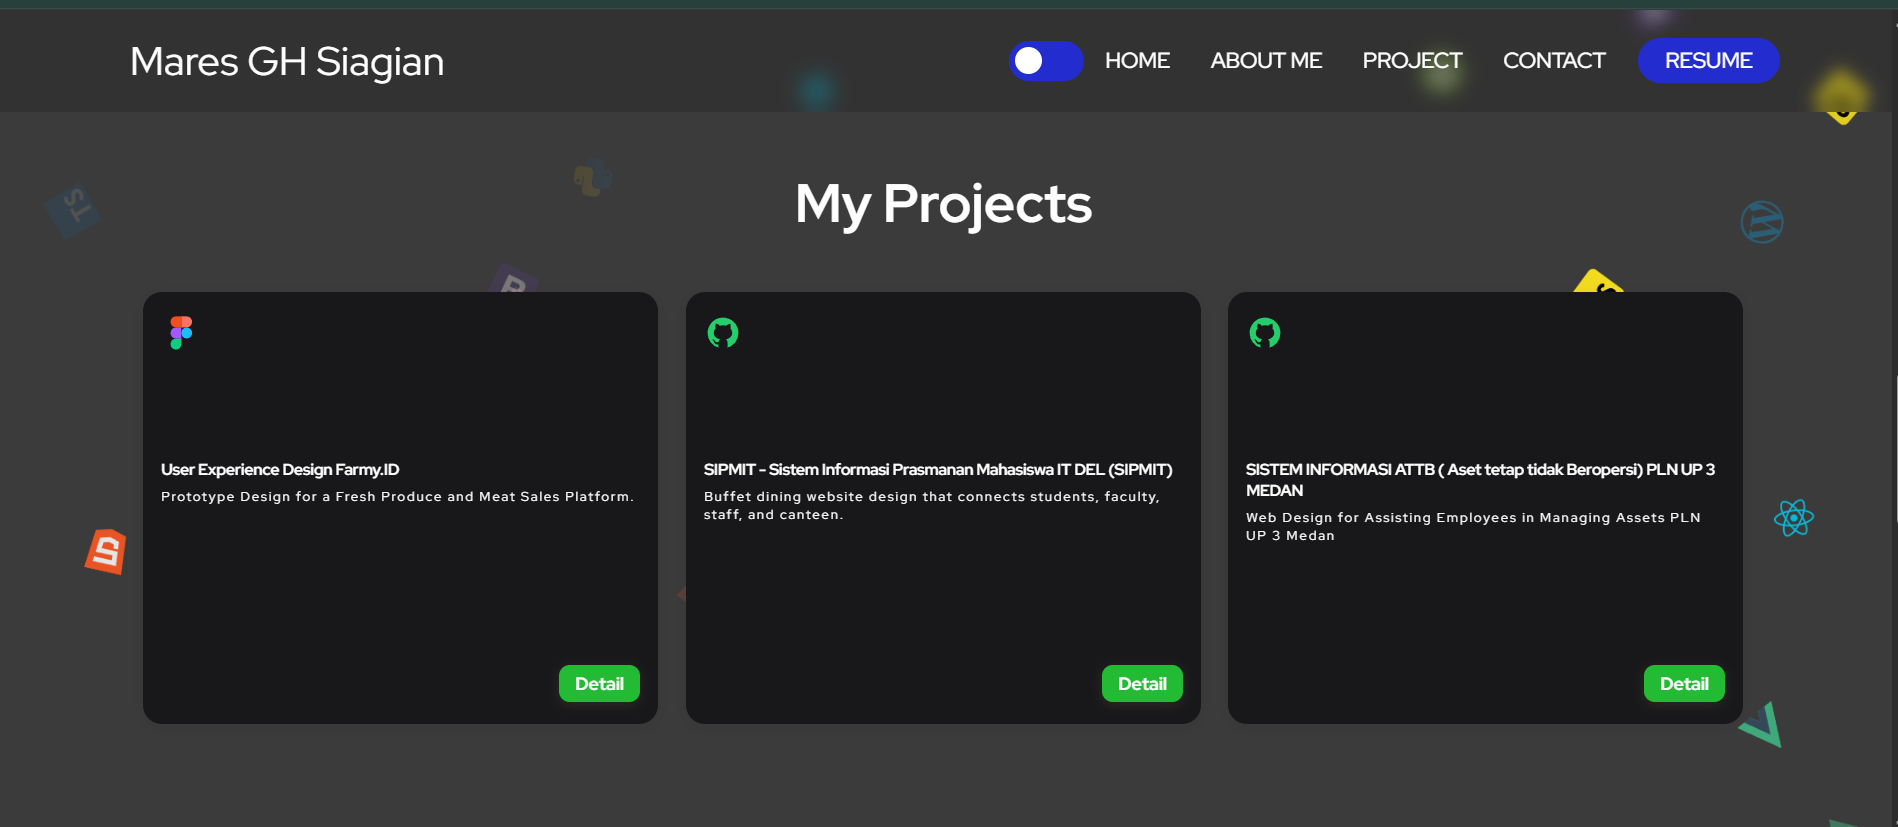 Mares GH Siagian
HOME
ABOUT ME
PROJECT
CONTACT
RESUME
My Projects
User Experience Design Farmy.ID
Prototype Design for a Fresh Produce and Meat Sales Platform.
Detail
SIPMIT - Sistem Informasi Prasmanan Mahasiswa IT DEL (SIPMIT)
Buffet dining website design that connects students, faculty,
staff, and canteen.
Detail
SISTEM INFORMASI ATTB ( Aset tetap tidak Beropersi) PLN UP 3
MEDAN
Web Design for Assisting Employees in Managing Assets PLN
UP 3 Medan
Detail
TS
B
S
W
5